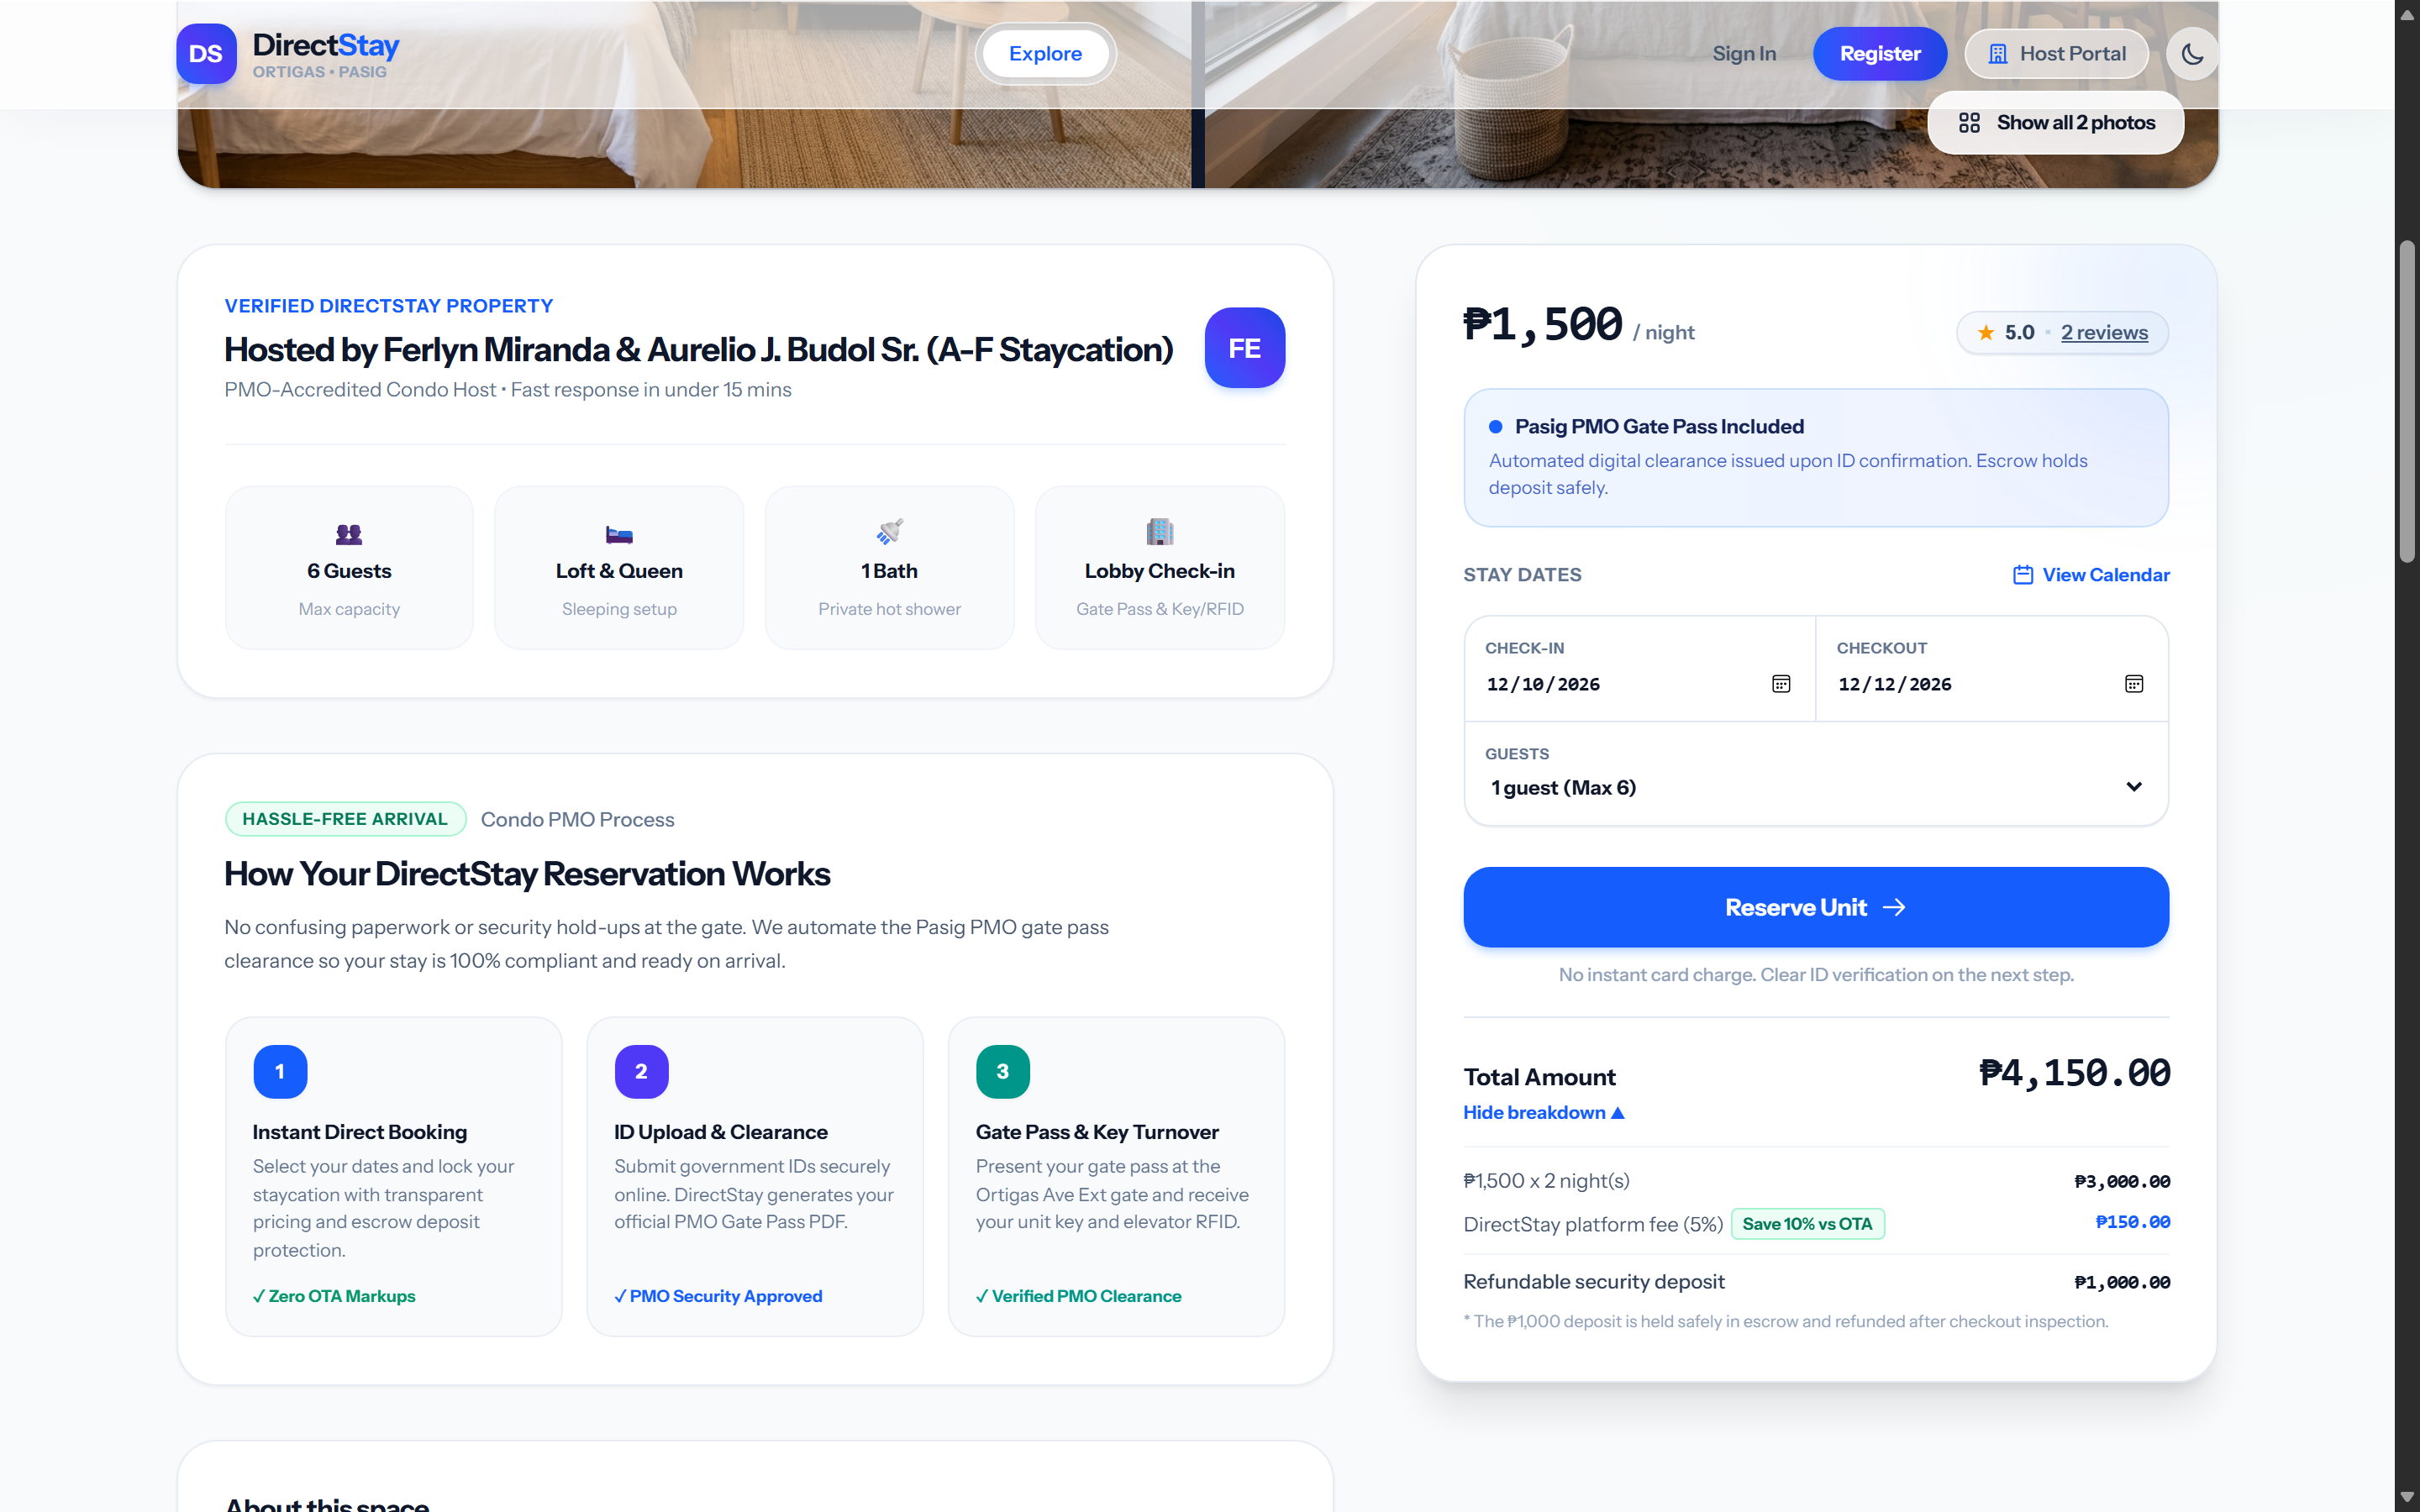 DS
DirectStay
ORTIGAS • PASIG
Explore
Sign In
Register
Host Portal
Show all 2 photos
VERIFIED DIRECTSTAY PROPERTY
Hosted by Ferlyn Miranda & Aurelio J. Budol Sr. (A-F Staycation)
PMO-Accredited Condo Host • Fast response in under 15 mins
FE
6 Guests
Max capacity
Loft & Queen
Sleeping setup
1 Bath
Private hot shower
Lobby Check-in
Gate Pass & Key/RFID
HASSLE-FREE ARRIVAL
Condo PMO Process
How Your DirectStay Reservation Works
No confusing paperwork or security hold-ups at the gate. We automate the Pasig PMO gate pass
clearance so your stay is 100% compliant and ready on arrival.
1
Instant Direct Booking
Select your dates and lock your
staycation with transparent
pricing and escrow deposit
protection.
✓ Zero OTA Markups
2
ID Upload & Clearance
Submit government IDs securely
online. DirectStay generates your
official PMO Gate Pass PDF.
✓ PMO Security Approved
3
Gate Pass & Key Turnover
Present your gate pass at the
Ortigas Ave Ext gate and receive
your unit key and elevator RFID.
✓ Verified PMO Clearance
About this space
₱1,500 / night
★ 5.0 • 2 reviews
Pasig PMO Gate Pass Included
Automated digital clearance issued upon ID confirmation. Escrow holds
deposit safely.
STAY DATES
View Calendar
CHECK-IN
12/10/2026
CHECKOUT
12/12/2026
GUESTS
1 guest (Max 6)
Reserve Unit →
No instant card charge. Clear ID verification on the next step.
Total Amount
₱4,150.00
Hide breakdown ▲
₱1,500 x 2 night(s)
₱3,000.00
DirectStay platform fee (5%)
Save 10% vs OTA
₱150.00
Refundable security deposit
₱1,000.00
* The ₱1,000 deposit is held safely in escrow and refunded after checkout inspection.